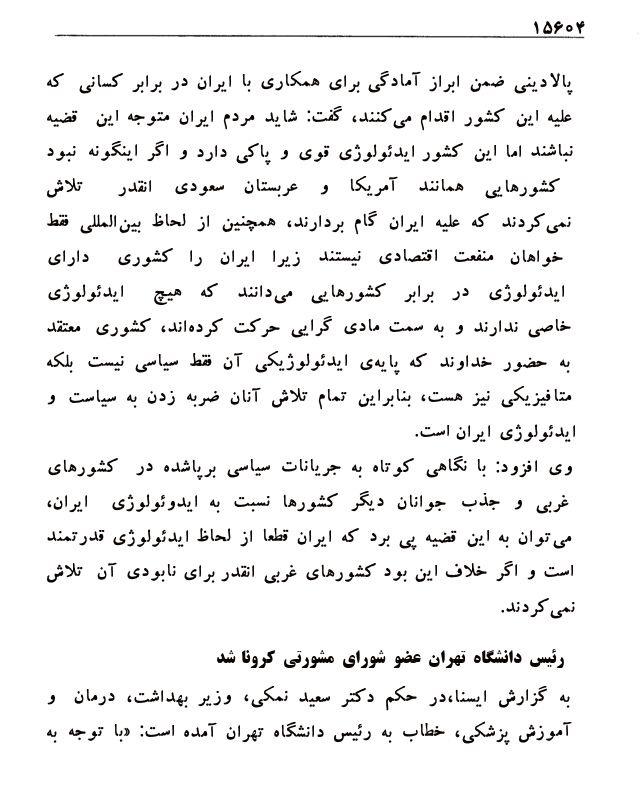 ۱۵۶۰۴
پالادینی ضمن ابراز آمادگی برای همکاری با ایران در برابر کسانی که
علیه این کشور اقدام می‌کنند، گفت: شاید مردم ایران متوجه این قضیه
نباشند اما این کشور ایدئولوژی قوی و پاکی دارد و اگر اینگونه نبود
کشورهایی همانند آمریکا و عربستان سعودی انقدر تلاش
نمی‌کردند که علیه ایران گام بردارند، همچنین از لحاظ بین‌المللی فقط
خواهان منفعت اقتصادی نیستند زیرا ایران را کشوری دارای
ایدئولوژی در برابر کشورهایی می‌دانند که هیچ ایدئولوژی
خاصی ندارند و به سمت مادی گرایی حرکت کرده‌اند، کشوری معتقد
به حضور خداوند که پایه‌ی ایدئولوژیکی آن فقط سیاسی نیست بلکه
متافیزیکی نیز هست، بنابراین تمام تلاش آنان ضربه زدن به سیاست و
ایدئولوژی ایران است.
وی افزود: با نگاهی کوتاه به جریانات سیاسی برپاشده در کشورهای
غربی و جذب جوانان دیگر کشورها نسبت به ایدوئولوژی ایران،
می‌توان به این قضیه پی برد که ایران قطعا از لحاظ ایدئولوژی قدرتمند
است و اگر خلاف این بود کشورهای غربی انقدر برای نابودی آن تلاش
نمی‌کردند.
رئیس دانشگاه تهران عضو شورای مشورتی کرونا شد
به گزارش ایسنا،در حکم دکتر سعید نمکی، وزیر بهداشت، درمان و
آموزش پزشکی، خطاب به رئیس دانشگاه تهران آمده است: «با توجه به